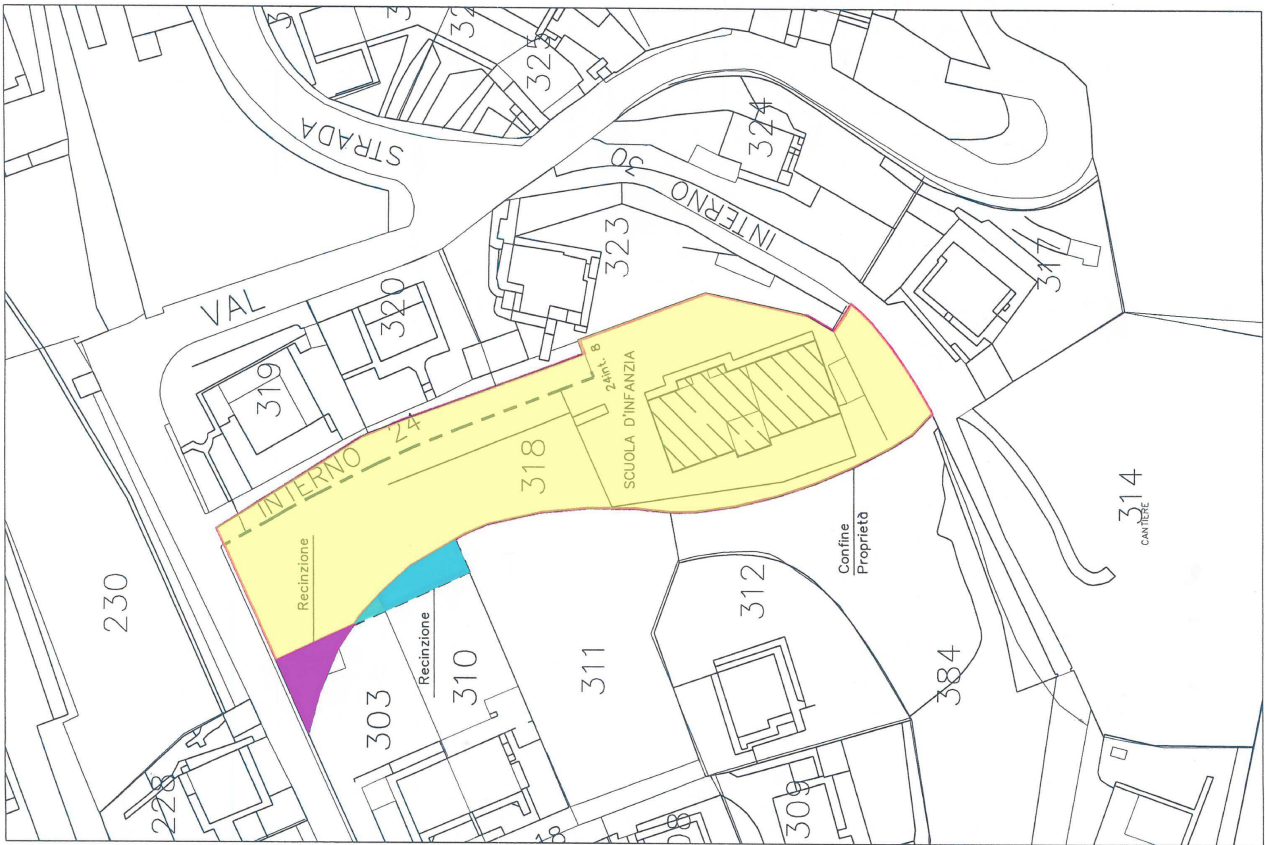 325
STRADA
324
30
INTERNO
VAL
323
317
320
319
24int. B
SCUOLA D'INFANZIA
INTERNO 24
318
314
CANTIERE
Recinzione
Confine
Proprietà
230
312
Recinzione
310
311
384
303
228
309